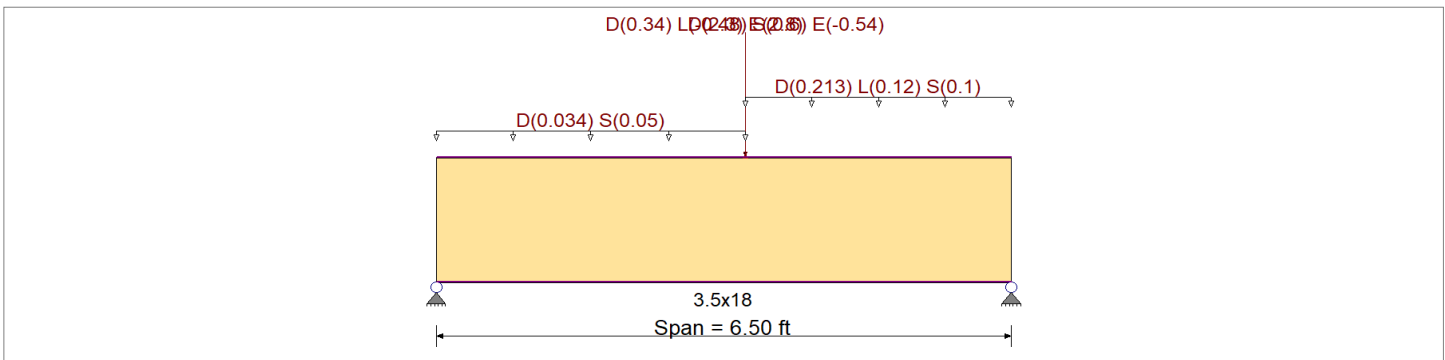 D(0.34) E(-0.54)
D(0.213) L(0.12) S(0.1)
D(0.034) S(0.05)
3.5x18
Span = 6.50 ft